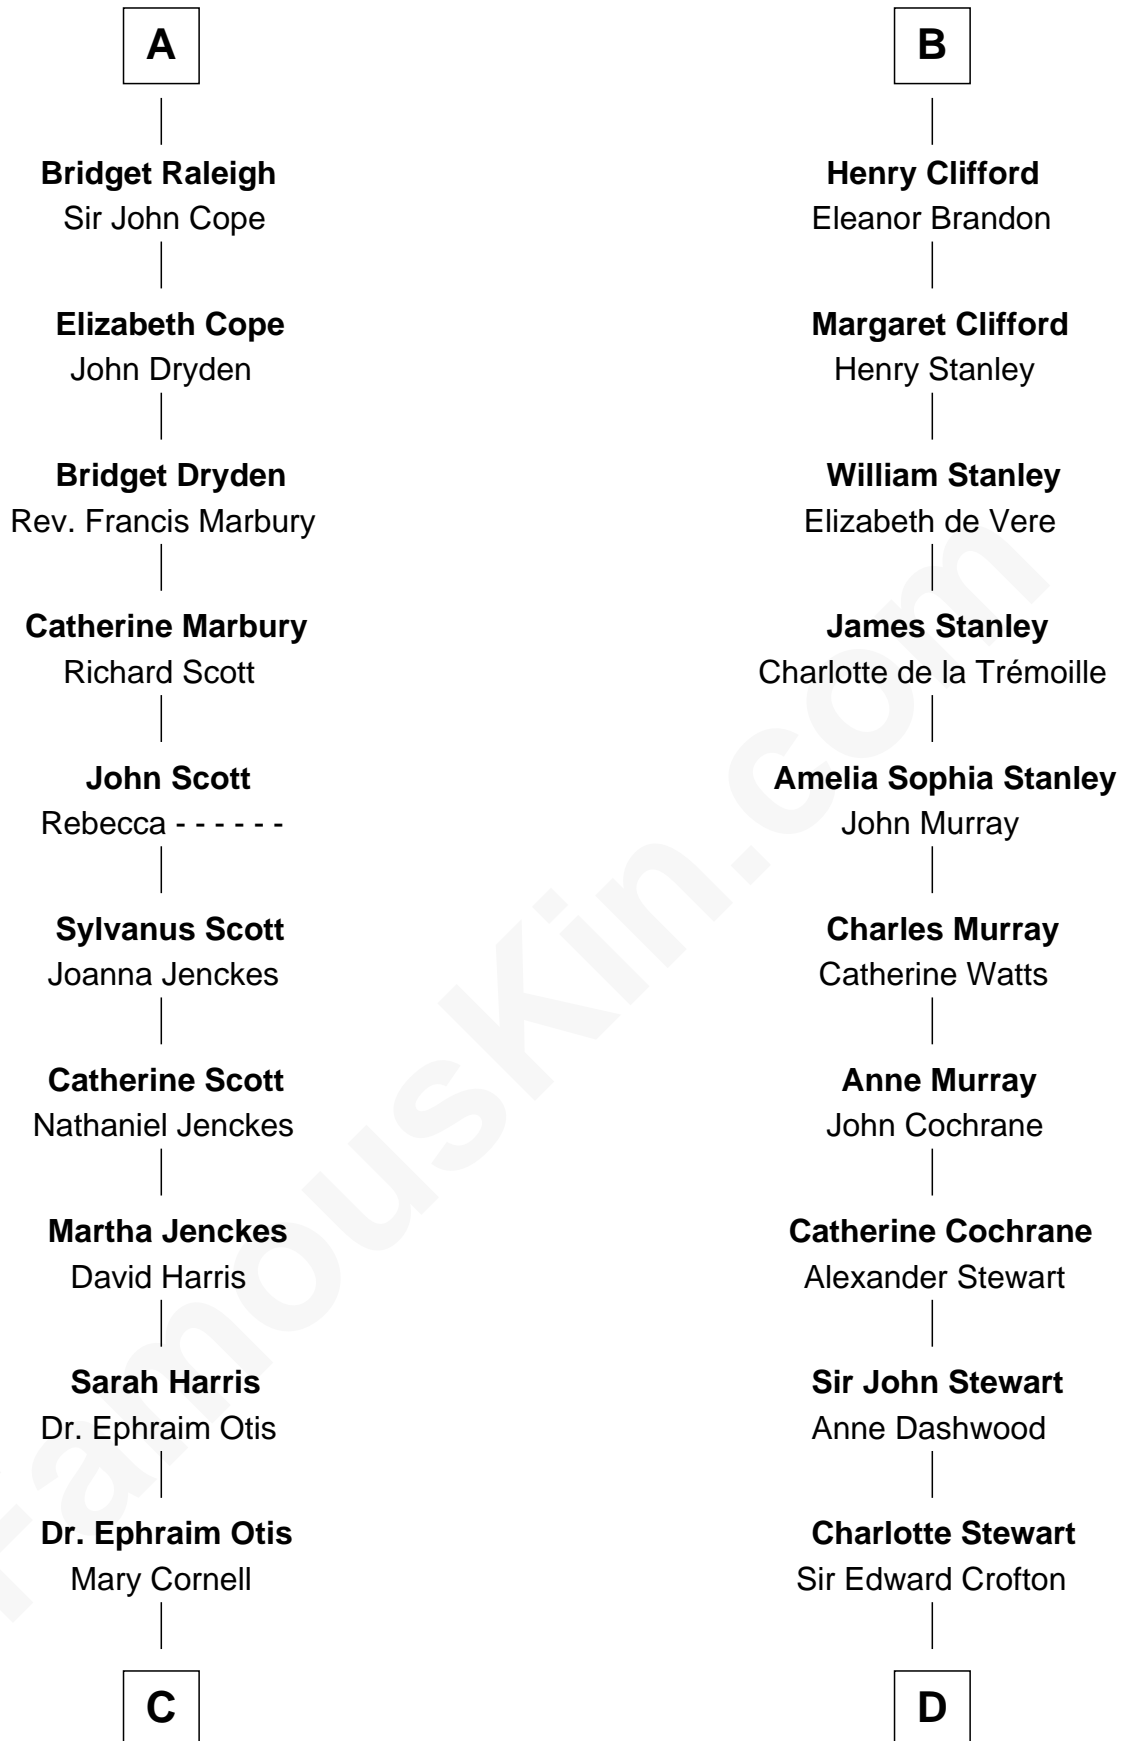 A
Bridget Raleigh
Sir John Cope
Elizabeth Cope
John Dryden
Bridget Dryden
Rev. Francis Marbury
Catherine Marbury
Richard Scott
John Scott
Rebecca - - - - - -
Sylvanus Scott
Joanna Jenckes
Catherine Scott
Nathaniel Jenckes
Martha Jenckes
David Harris
Sarah Harris
Dr. Ephraim Otis
Dr. Ephraim Otis
Mary Cornell
C
B
Henry Clifford
Eleanor Brandon
Margaret Clifford
Henry Stanley
William Stanley
Elizabeth de Vere
James Stanley
Charlotte de la Trémoille
Amelia Sophia Stanley
John Murray
Charles Murray
Catherine Watts
Anne Murray
John Cochrane
Catherine Cochrane
Alexander Stewart
Sir John Stewart
Anne Dashwood
Charlotte Stewart
Sir Edward Crofton
D
FamousKin.com